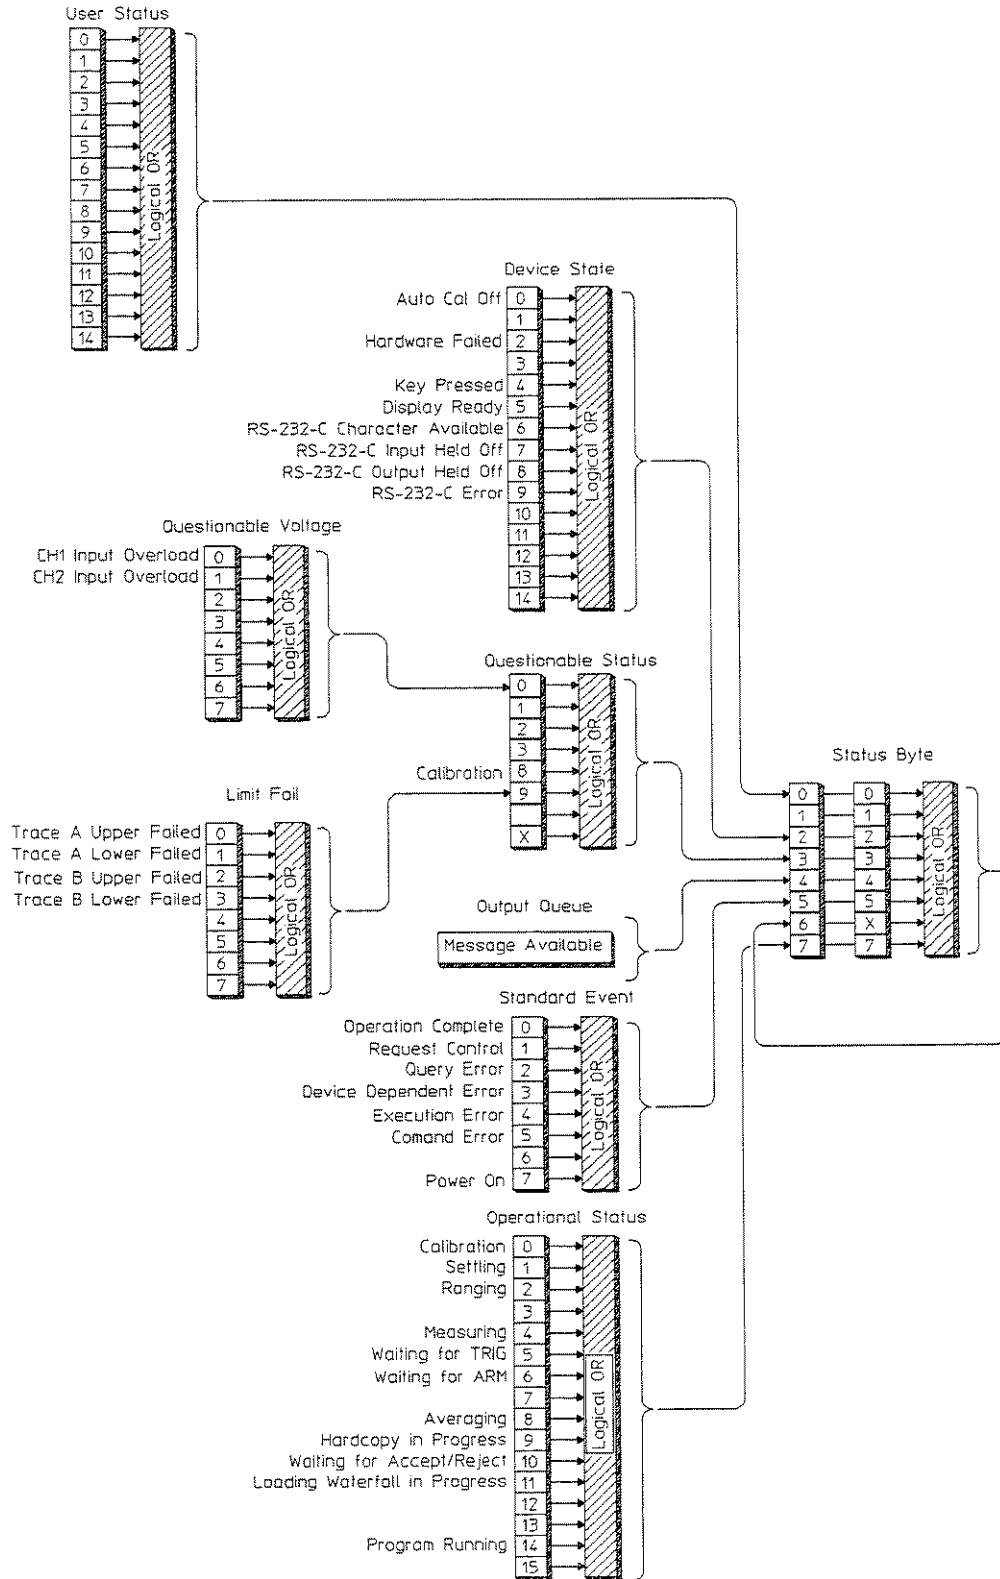 User Status
0
1
2
3
4
5
6
7
8
9
10
11
12
13
14
Logical OR
Device State
Auto Cal Off 0
1
Hardware Failed 2
3
Key Pressed 4
Display Ready 5
RS-232-C Character Available 6
RS-232-C Input Held Off 7
RS-232-C Output Held Off 8
RS-232-C Error 9
10
11
12
13
14
Logical OR
Questionable Voltage
CH1 Input Overload 0
CH2 Input Overload 1
2
3
4
5
6
7
Logical OR
Questionable Status
0
1
2
3
Calibration 8
9
X
Logical OR
Limit Fail
Trace A Upper Failed 0
Trace A Lower Failed 1
Trace B Upper Failed 2
Trace B Lower Failed 3
4
5
6
7
Logical OR
Status Byte
0 0
1 1
2 2
3 3
4 4
5 5
6 X
7 7
Logical OR
Output Queue
Message Available
Standard Event
Operation Complete 0
Request Control 1
Query Error 2
Device Dependent Error 3
Execution Error 4
Comand Error 5
6
Power On 7
Logical OR
Operational Status
Calibration 0
Settling 1
Ranging 2
3
Measuring 4
Waiting for TRIG 5
Waiting for ARM 6
7
Averaging 8
Hardcopy in Progress 9
Waiting for Accept/Reject 10
Loading Waterfall in Progress 11
12
13
Program Running 14
15
Logical OR